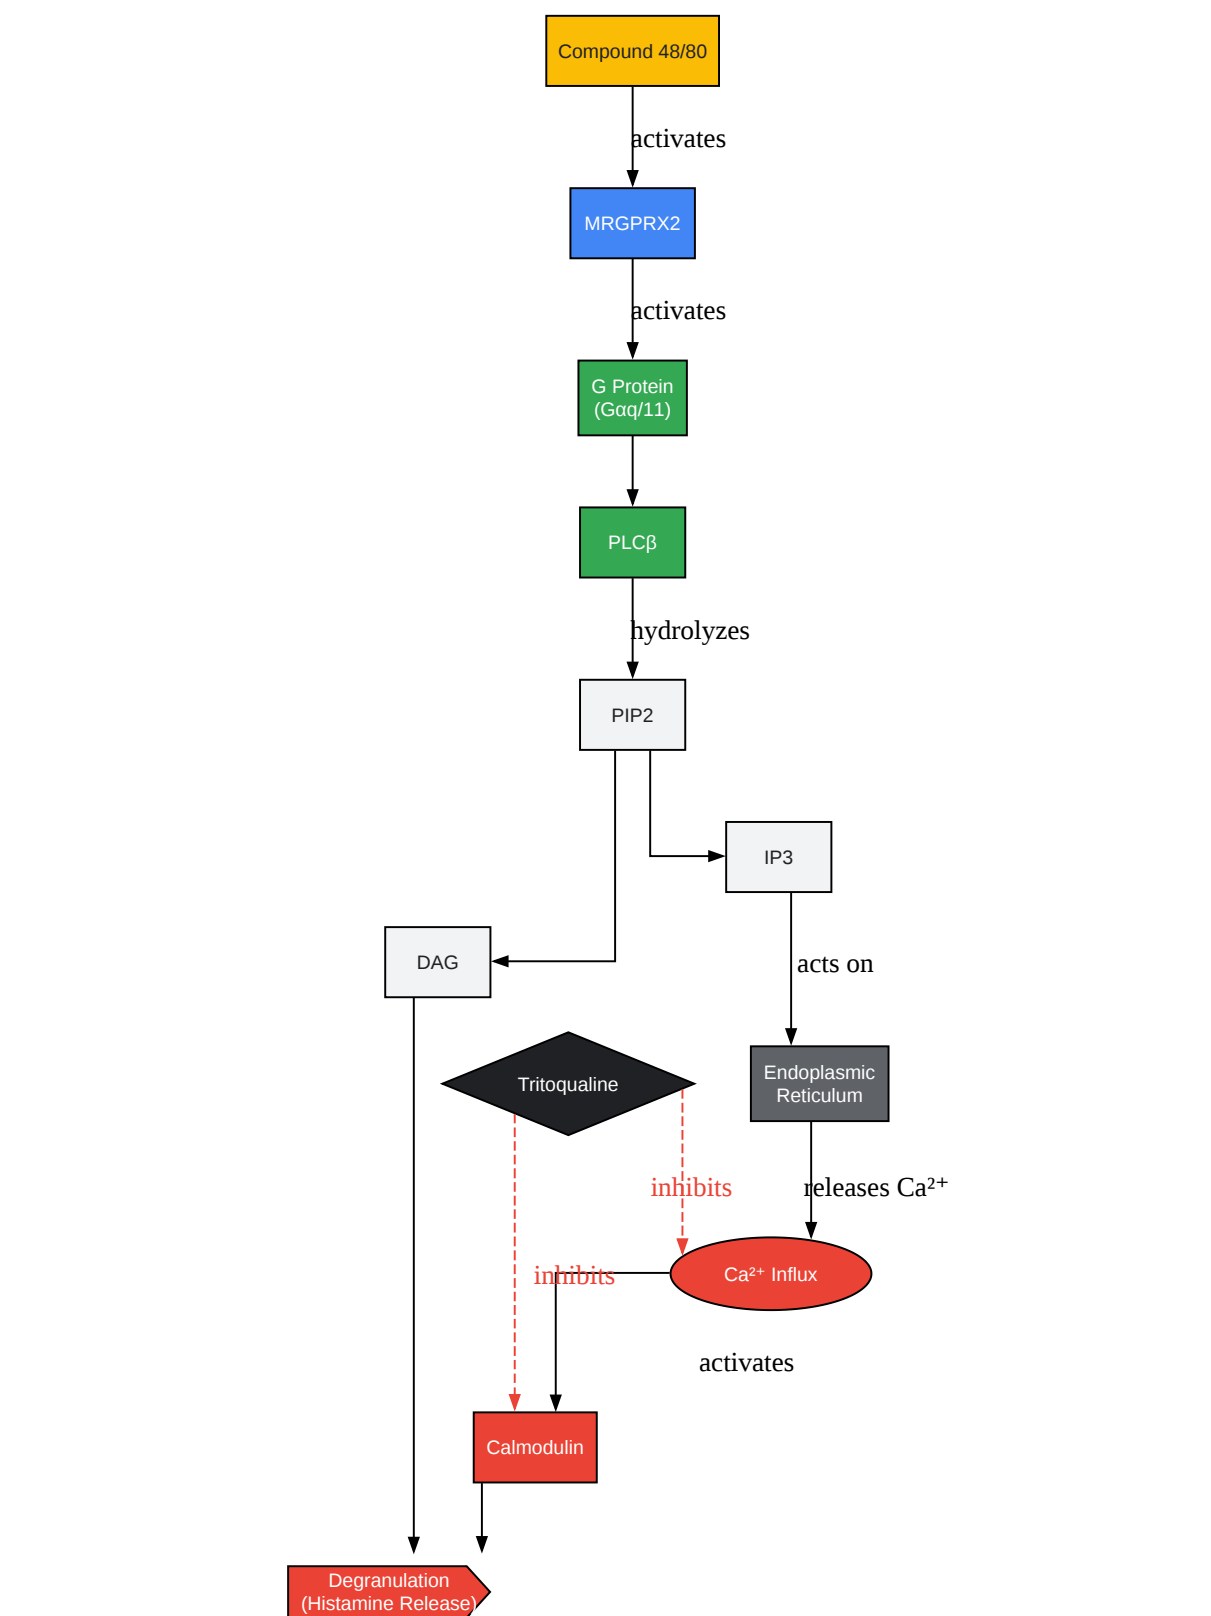 Compound 48/80
activates
MRGPRX2
activates
G Protein
(Gαq/11)
PLCβ
hydrolyzes
PIP2
IP3
DAG
acts on
Tritoqualine
Endoplasmic
Reticulum
inhibits
releases Ca²⁺
inhibits
Ca²⁺ Influx
activates
Calmodulin
Degranulation
(Histamine Release)